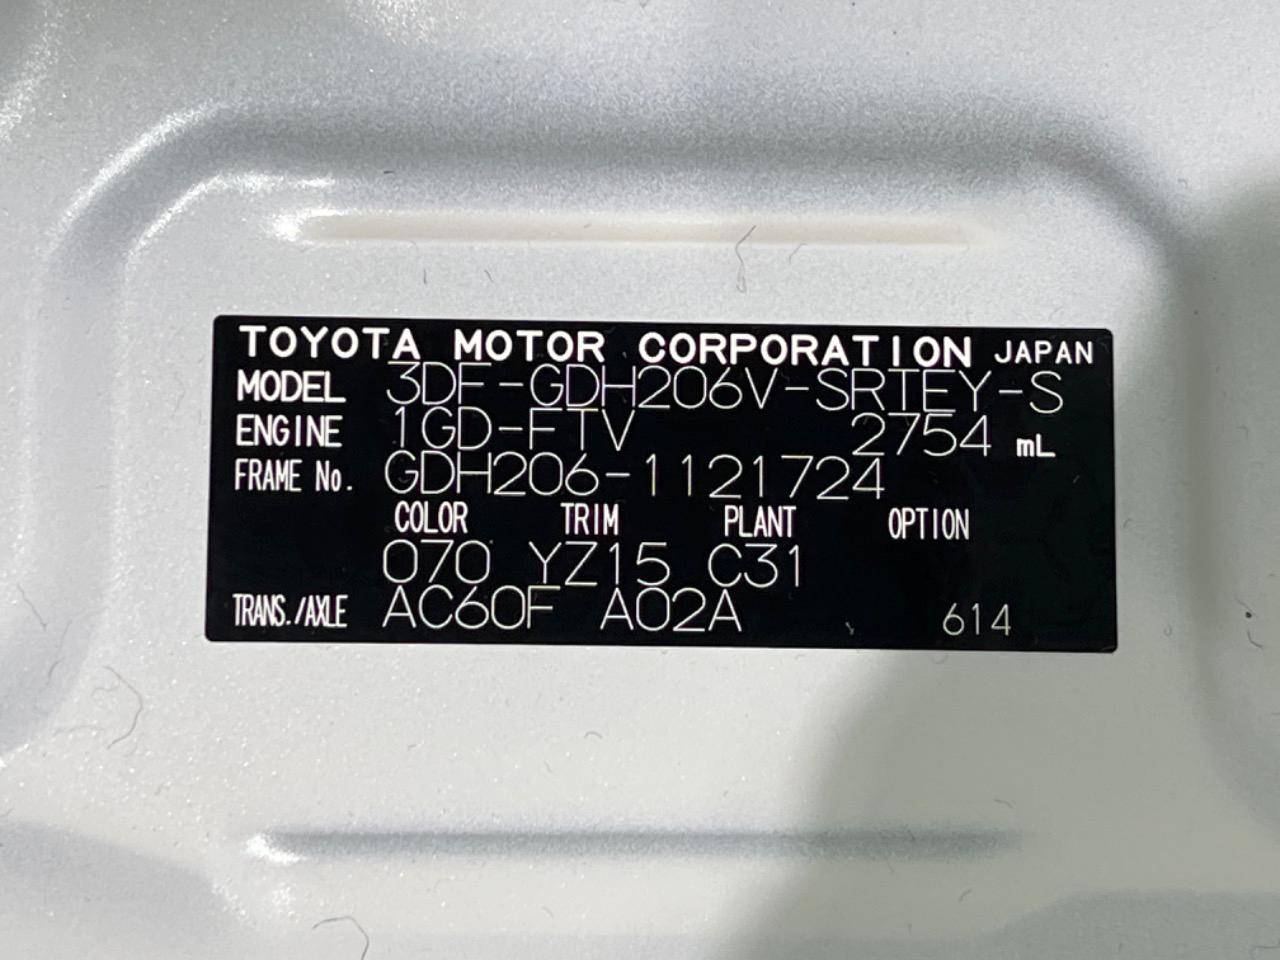 TOYOTA MOTOR CORPORATION JAPAN
MODEL 3DF-GDH206V-SRTEY-S
ENGINE 1GD-FTV 2754 mL
FRAME No. GDH206-1121724
COLOR TRIM PLANT OPTION
070 YZ15 C31
TRANS./AXLE AC60F A02A 614